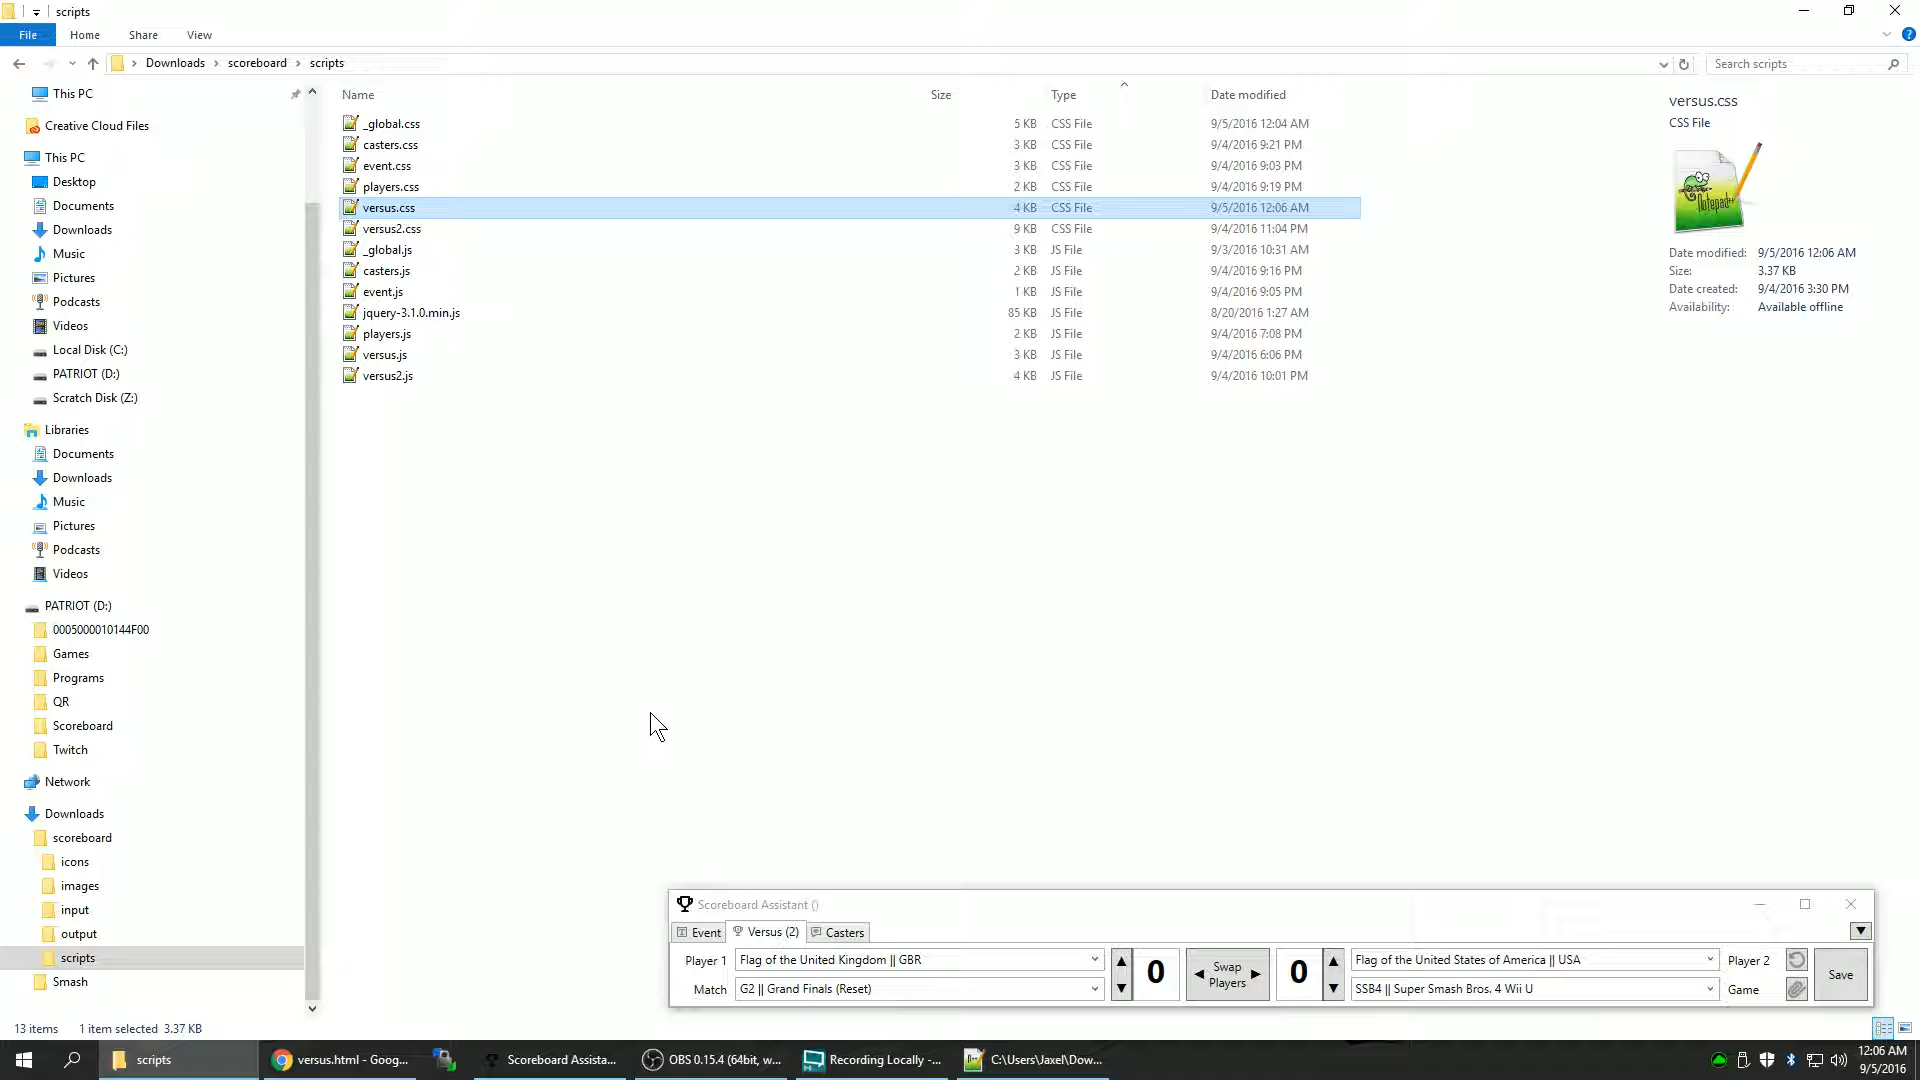 scripts
File
Home
Share
View
Downloads
scoreboard
scripts
Search scripts
This PC
Creative Cloud Files
This PC
Desktop
Documents
Downloads
Music
Pictures
Podcasts
Videos
Local Disk (C:)
PATRIOT (D:)
Scratch Disk (Z:)
Libraries
Documents
Downloads
Music
Pictures
Podcasts
Videos
PATRIOT (D:)
0005000010144F00
Games
Programs
QR
Scoreboard
Twitch
Network
Downloads
scoreboard
icons
images
input
output
scripts
Smash
Name Size Type Date modified
_global.css 5 KB CSS File 9/5/2016 12:04 AM
casters.css 3 KB CSS File 9/4/2016 9:21 PM
event.css 3 KB CSS File 9/4/2016 9:03 PM
players.css 2 KB CSS File 9/4/2016 9:19 PM
versus.css 4 KB CSS File 9/5/2016 12:06 AM
versus2.css 9 KB CSS File 9/4/2016 11:04 PM
_global.js 3 KB JS File 9/3/2016 10:31 AM
casters.js 2 KB JS File 9/4/2016 9:16 PM
event.js 1 KB JS File 9/4/2016 9:05 PM
jquery-3.1.0.min.js 85 KB JS File 8/20/2016 1:27 AM
players.js 2 KB JS File 9/4/2016 7:08 PM
versus.js 3 KB JS File 9/4/2016 6:06 PM
versus2.js 4 KB JS File 9/4/2016 10:01 PM
versus.css
CSS File
Notepad++
Date modified: 9/5/2016 12:06 AM
Size: 3.37 KB
Date created: 9/4/2016 3:30 PM
Availability: Available offline
Scoreboard Assistant ()
Event Versus (2) Casters
Player 1 Flag of the United Kingdom || GBR 0 Swap Players 0 Flag of the United States of America || USA Player 2 Save
Match G2 || Grand Finals (Reset) SSB4 || Super Smash Bros. 4 Wii U Game
13 items 1 item selected 3.37 KB
scripts
versus.html - Goog...
Scoreboard Assista...
OBS 0.15.4 (64bit, w...
Recording Locally -...
C:\Users\Jaxel\Dow...
12:06 AM
9/5/2016